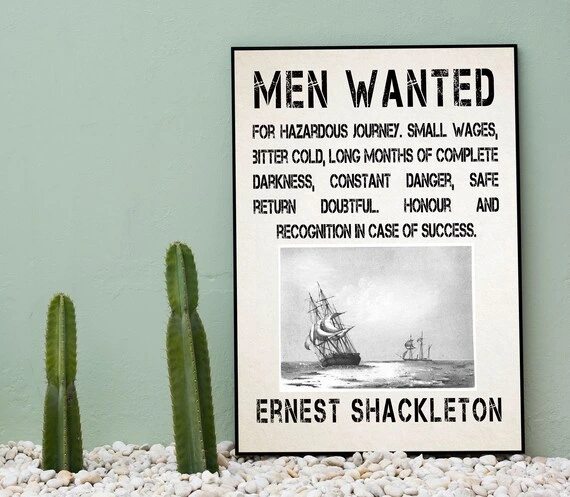 MEN WANTED
FOR HAZARDOUS JOURNEY. SMALL WAGES,
BITTER COLD, LONG MONTHS OF COMPLETE
DARKNESS, CONSTANT DANGER, SAFE
RETURN DOUBTFUL. HONOUR AND
RECOGNITION IN CASE OF SUCCESS.
ERNEST SHACKLETON